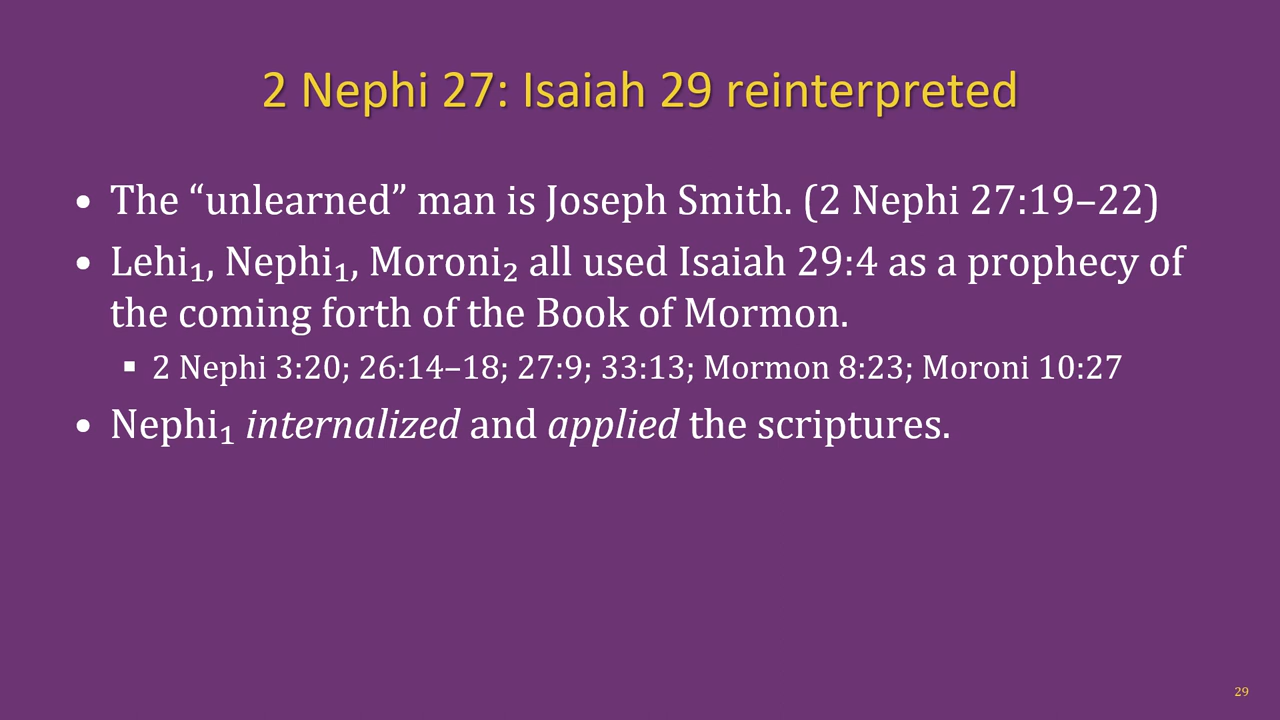 2 Nephi 27: Isaiah 29 reinterpreted
• The “unlearned” man is Joseph Smith. (2 Nephi 27:19–22)
• Lehi₁, Nephi₁, Moroni₂ all used Isaiah 29:4 as a prophecy of
the coming forth of the Book of Mormon.
▪ 2 Nephi 3:20; 26:14–18; 27:9; 33:13; Mormon 8:23; Moroni 10:27
• Nephi₁ internalized and applied the scriptures.
29